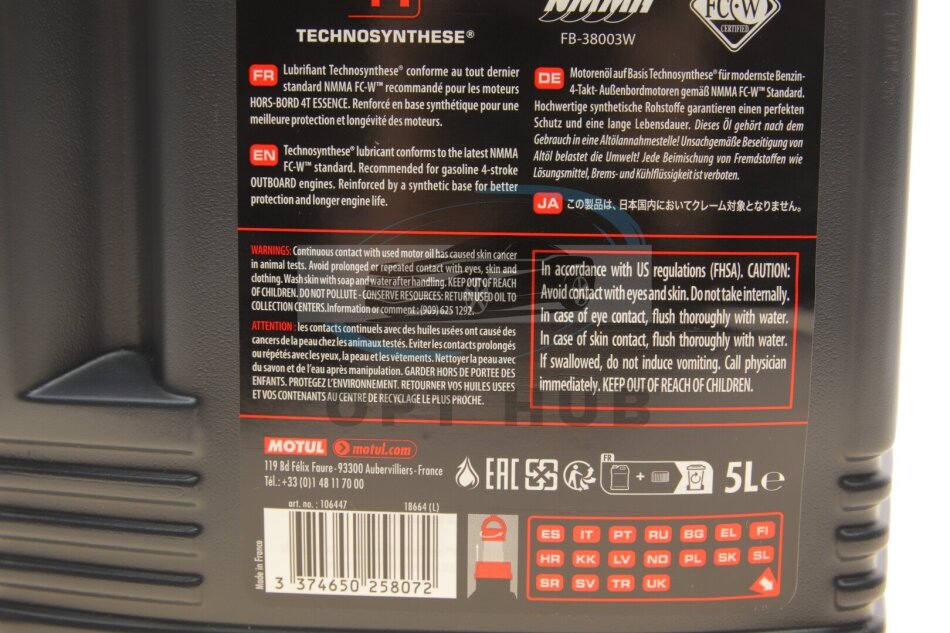 4T
TECHNOSYNTHESE®
NMMA
FB-38003W
FC-W
CERTIFIED
FR Lubrifiant Technosynthese® conforme au tout dernier
standard NMMA FC-W™ recommandé pour les moteurs
HORS-BORD 4T ESSENCE. Renforcé en base synthétique pour une
meilleure protection et longévité des moteurs.
EN Technosynthese® lubricant conforms to the latest NMMA
FC-W™ standard. Recommended for gasoline 4-stroke
OUTBOARD engines. Reinforced by a synthetic base for better
protection and longer engine life.
DE Motorenöl auf Basis Technosynthese® für modernste Benzin-
4-Takt- Außenbordmotoren gemäß NMMA FC-W™ Standard.
Hochwertige synthetische Rohstoffe garantieren einen perfekten
Schutz und eine lange Lebensdauer. Dieses Öl gehört nach dem
Gebrauch in eine Altölannahmestelle! Unsachgemäße Beseitigung von
Altöl belastet die Umwelt! Jede Beimischung von Fremdstoffen wie
Lösungsmittel, Brems- und Kühlflüssigkeit ist verboten.
JA この製品は、日本国内においてクレーム対象となりません。
WARNINGS: Continuous contact with used motor oil has caused skin cancer
in animal tests. Avoid prolonged or repeated contact with eyes, skin and
clothing. Wash skin with soap and water after handling. KEEP OUT OF REACH
OF CHILDREN. DO NOT POLLUTE - CONSERVE RESOURCES: RETURN USED OIL TO
COLLECTION CENTERS.Information or comment : (909) 625 1292.
ATTENTION : les contacts continuels avec des huiles usées ont causé des
cancers de la peau chez les animaux testés. Eviter les contacts prolongés
ou répétés avec les yeux, la peau et les vêtements. Nettoyer la peau avec
du savon et de l'eau après manipulation. GARDER HORS DE PORTEE DES
ENFANTS. PROTEGEZ L'ENVIRONNEMENT. RETOURNER VOS HUILES USEES
ET VOS CONTENANTS AU CENTRE DE RECYCLAGE LE PLUS PROCHE.
In accordance with US regulations (FHSA). CAUTION:
Avoid contact with eyes and skin. Do not take internally.
In case of eye contact, flush thoroughly with water.
In case of skin contact, flush thoroughly with water.
If swallowed, do not induce vomiting. Call physician
immediately. KEEP OUT OF REACH OF CHILDREN.
OPT HUB
MOTUL motul.com
119 Bd Félix Faure - 93300 Aubervilliers - France
Tél.: +33 (0)1 48 11 70 00
EAC
FR
+
5L e
art. no. : 106447 18664 (L)
Made in France
3 374650 258072
ES IT PT RU BG EL FI
HR KK LV NO PL SK SL
SR SV TR UK